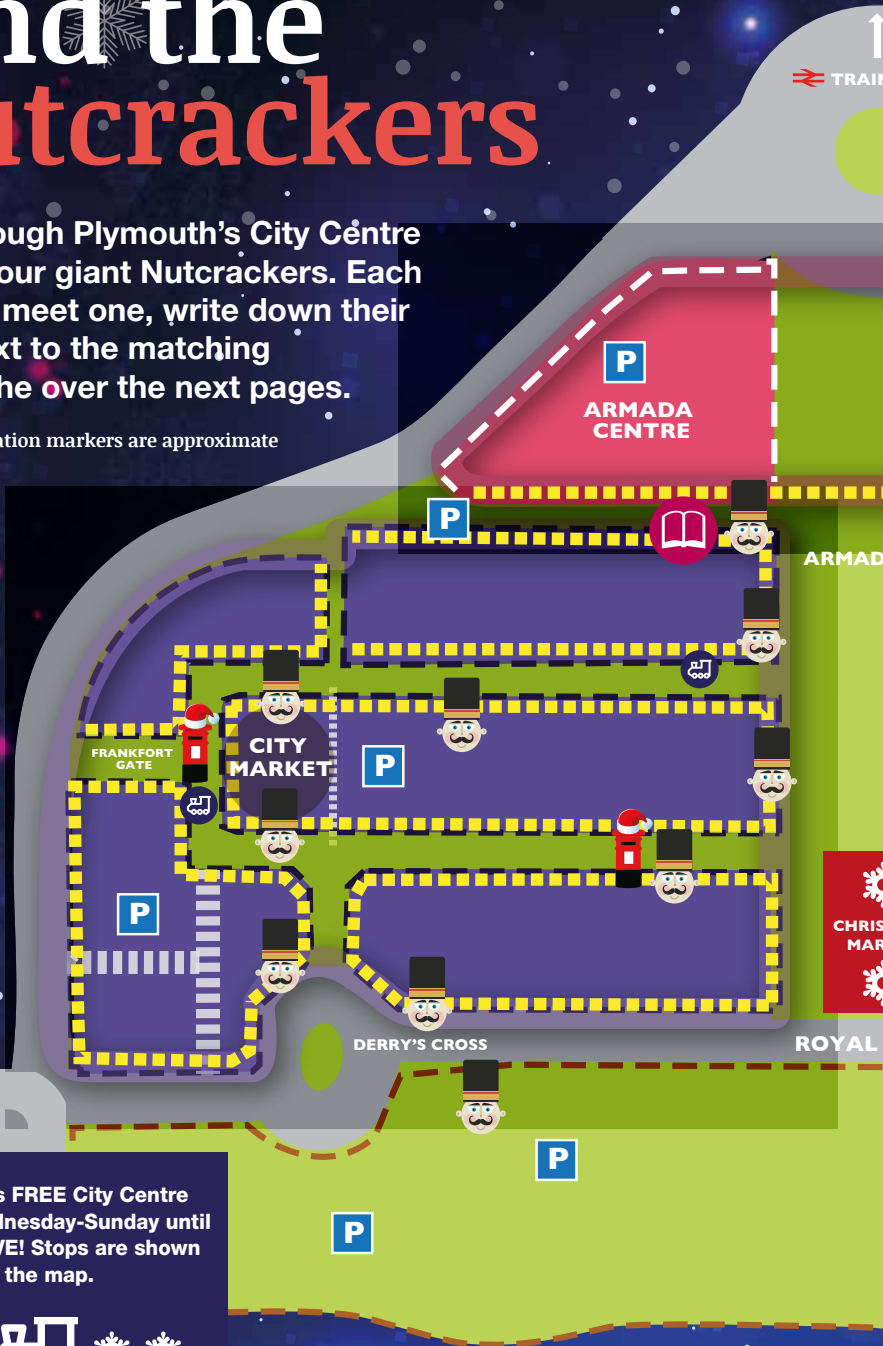 nd the
utcrackers
ough Plymouth's City Centre
our giant Nutcrackers. Each
meet one, write down their
xt to the matching
he over the next pages.
ation markers are approximate
TRAIN
P
ARMADA
CENTRE
P
ARMAD
FRANKFORT
GATE
CITY
MARKET
P
P
CHRIS
MAR
DERRY'S CROSS
ROYAL
P
P
s FREE City Centre
dnesday-Sunday until
VE! Stops are shown
the map.